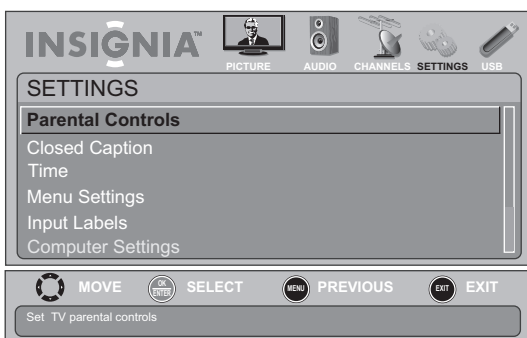 INSIGNIA™
PICTURE AUDIO CHANNELS SETTINGS USB
SETTINGS
Parental Controls
Closed Caption
Time
Menu Settings
Input Labels
Computer Settings
MOVE OK ENTER SELECT MENU PREVIOUS EXIT EXIT
Set TV parental controls